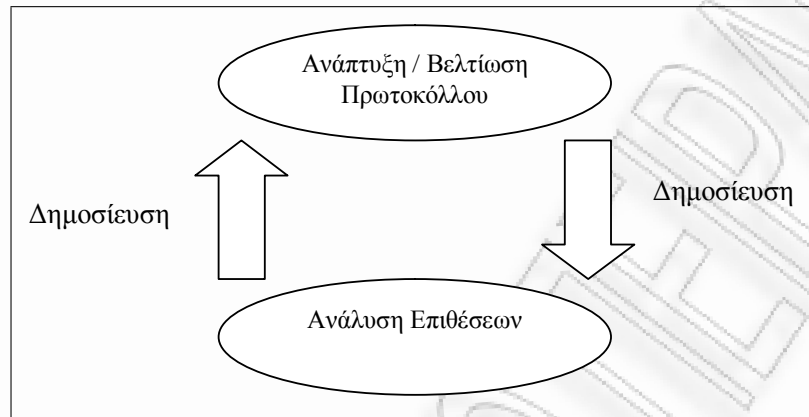 Ανάπτυξη / Βελτίωση
Πρωτοκόλλου
Δημοσίευση
Δημοσίευση
Ανάλυση Επιθέσεων